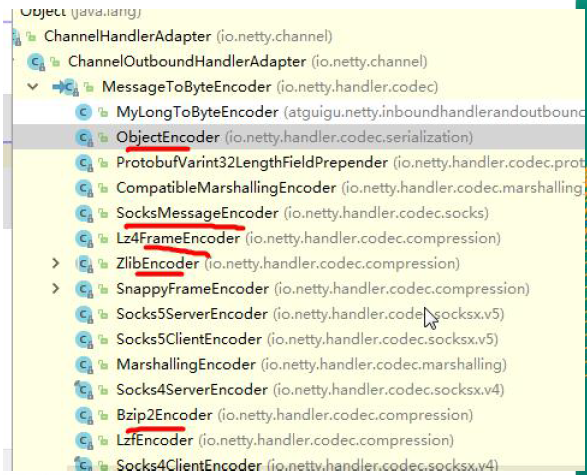 Object (java.lang)
ChannelHandlerAdapter (io.netty.channel)
ChannelOutboundHandlerAdapter (io.netty.channel)
MessageToByteEncoder (io.netty.handler.codec)
MyLongToByteEncoder (atguigu.netty.inboundhandlerandoutbounc
ObjectEncoder (io.netty.handler.codec.serialization)
ProtobufVarint32LengthFieldPrepender (io.netty.handler.codec.prot
CompatibleMarshallingEncoder (io.netty.handler.codec.marshalling)
SocksMessageEncoder (io.netty.handler.codec.socks)
Lz4FrameEncoder (io.netty.handler.codec.compression)
ZlibEncoder (io.netty.handler.codec.compression)
SnappyFrameEncoder (io.netty.handler.codec.compression)
Socks5ServerEncoder (io.netty.handler.codec.socksx.v5)
Socks5ClientEncoder (io.netty.handler.codec.socksx.v5)
MarshallingEncoder (io.netty.handler.codec.marshalling)
Socks4ServerEncoder (io.netty.handler.codec.socksx.v4)
Bzip2Encoder (io.netty.handler.codec.compression)
LzfEncoder (io.netty.handler.codec.compression)
Socks4ClientEncoder (io.netty.handler.codec.socksx.v4)